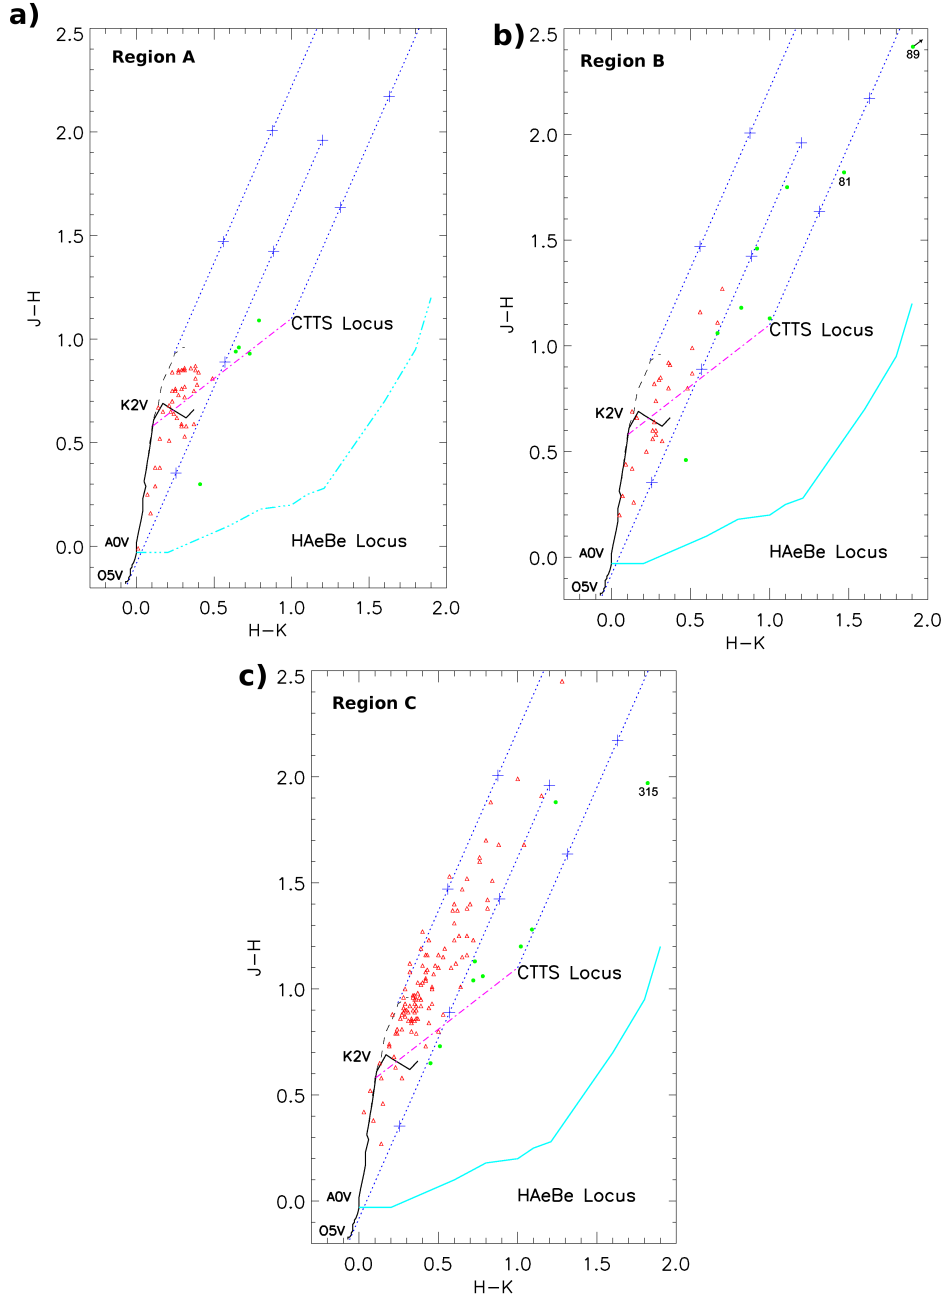 a)
Region A
2.5
2.0
1.5
1.0
0.5
0.0
J–H
CTTS Locus
K2V
A0V
O5V
HAeBe Locus
0.0 0.5 1.0 1.5 2.0
H–K
b)
Region B
2.5
2.0
1.5
1.0
0.5
0.0
J–H
89
81
CTTS Locus
K2V
A0V
O5V
HAeBe Locus
0.0 0.5 1.0 1.5 2.0
H–K
c)
Region C
2.5
2.0
1.5
1.0
0.5
0.0
J–H
315
CTTS Locus
K2V
A0V
O5V
HAeBe Locus
0.0 0.5 1.0 1.5 2.0
H–K